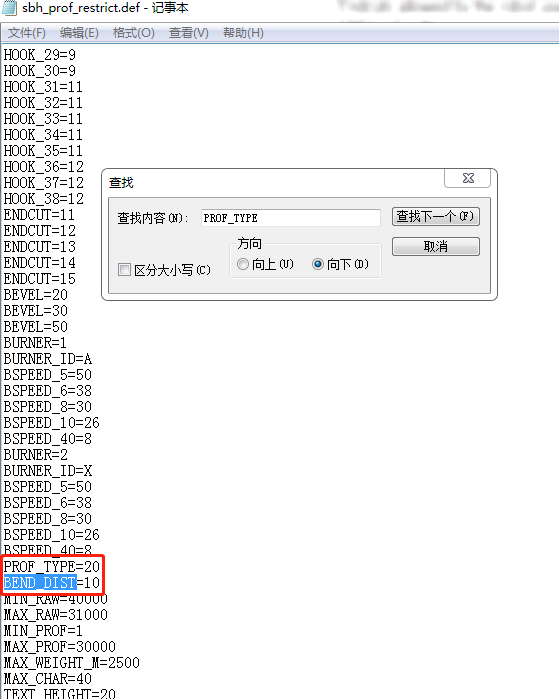 sbh_prof_restrict.def - 记事本
文件(F) 编辑(E) 格式(O) 查看(V) 帮助(H)
HOOK_29=9
HOOK_30=9
HOOK_31=11
HOOK_32=11
HOOK_33=11
HOOK_34=11
HOOK_35=11
HOOK_36=12
HOOK_37=12
HOOK_38=12
ENDCUT=11
ENDCUT=12
ENDCUT=13
ENDCUT=14
ENDCUT=15
BEVEL=20
BEVEL=30
BEVEL=50
BURNER=1
BURNER_ID=A
BSPEED_5=50
BSPEED_6=38
BSPEED_8=30
BSPEED_10=26
BSPEED_40=8
BURNER=2
BURNER_ID=X
BSPEED_5=50
BSPEED_6=38
BSPEED_8=30
BSPEED_10=26
BSPEED_40=8
PROF_TYPE=20
BEND_DIST=10
MIN_RAW=40000
MAX_RAW=31000
MIN_PROF=1
MAX_PROF=30000
MAX_WEIGHT_M=2500
MAX_CHAR=40
TEXT_HEIGHT=20
查找
查找内容(N): PROF_TYPE 查找下一个(F)
方向 取消
区分大小写(C) 向上(U) 向下(D)